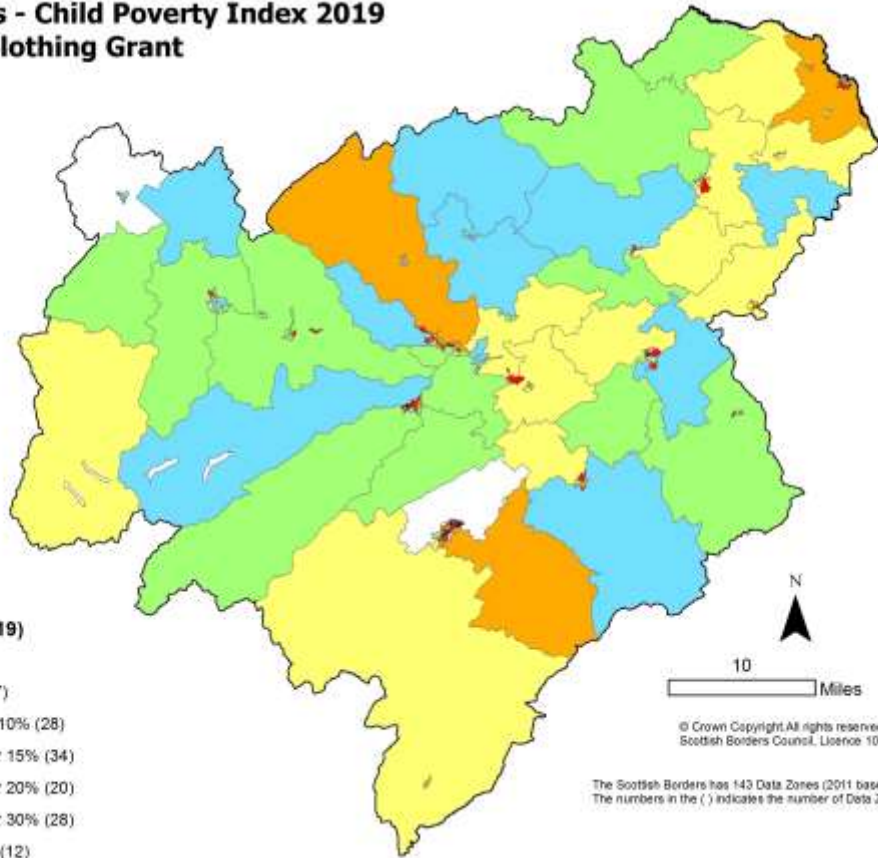 s - Child Poverty Index 2019
lothing Grant
19)
7)
10% (28)
15% (34)
20% (20)
30% (28)
(12)
N
10
Miles
© Crown Copyright All rights reserve
Scottish Borders Council, Licence 10
The Scottish Borders has 143 Data Zones (2011 base
The numbers in the ( ) indicates the number of Data Z